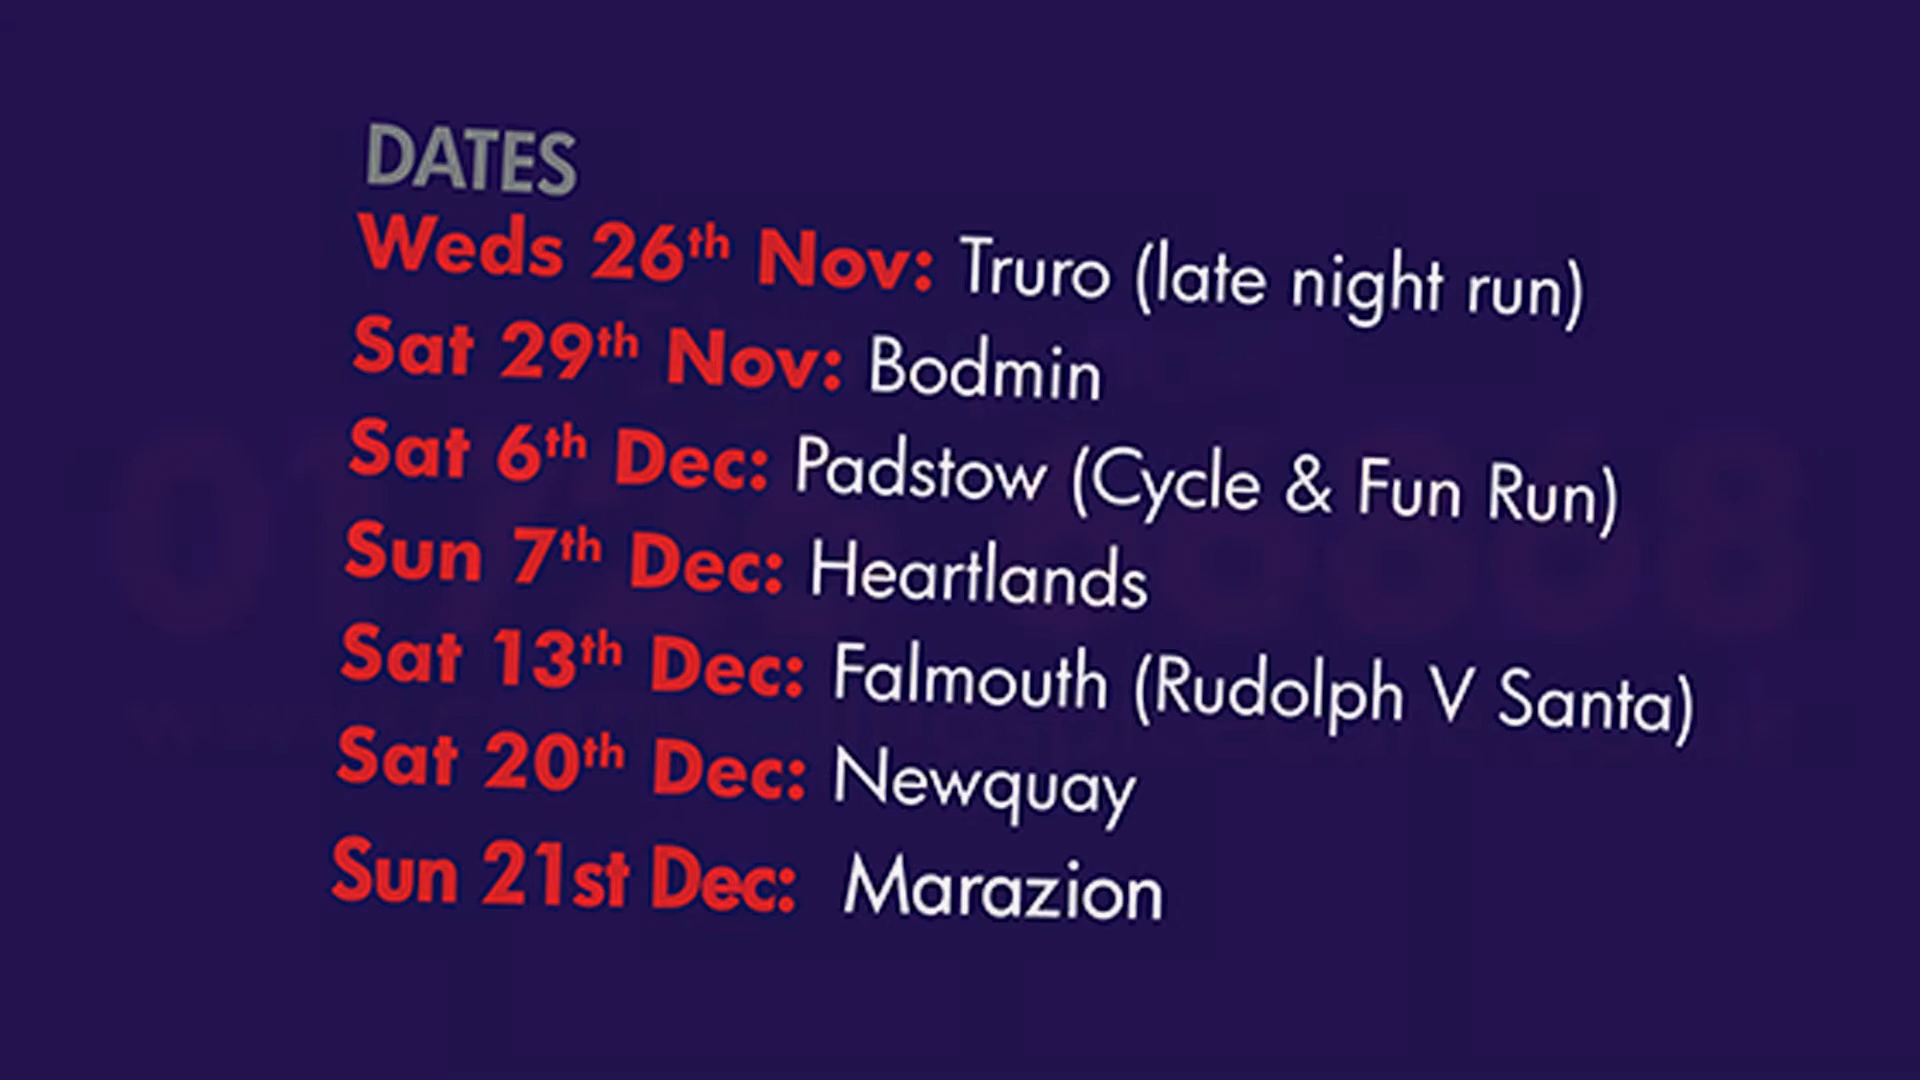 DATES
Weds 26th Nov: Truro (late night run)
Sat 29th Nov: Bodmin
Sat 6th Dec: Padstow (Cycle & Fun Run)
Sun 7th Dec: Heartlands
Sat 13th Dec: Falmouth (Rudolph V Santa)
Sat 20th Dec: Newquay
Sun 21st Dec: Marazion